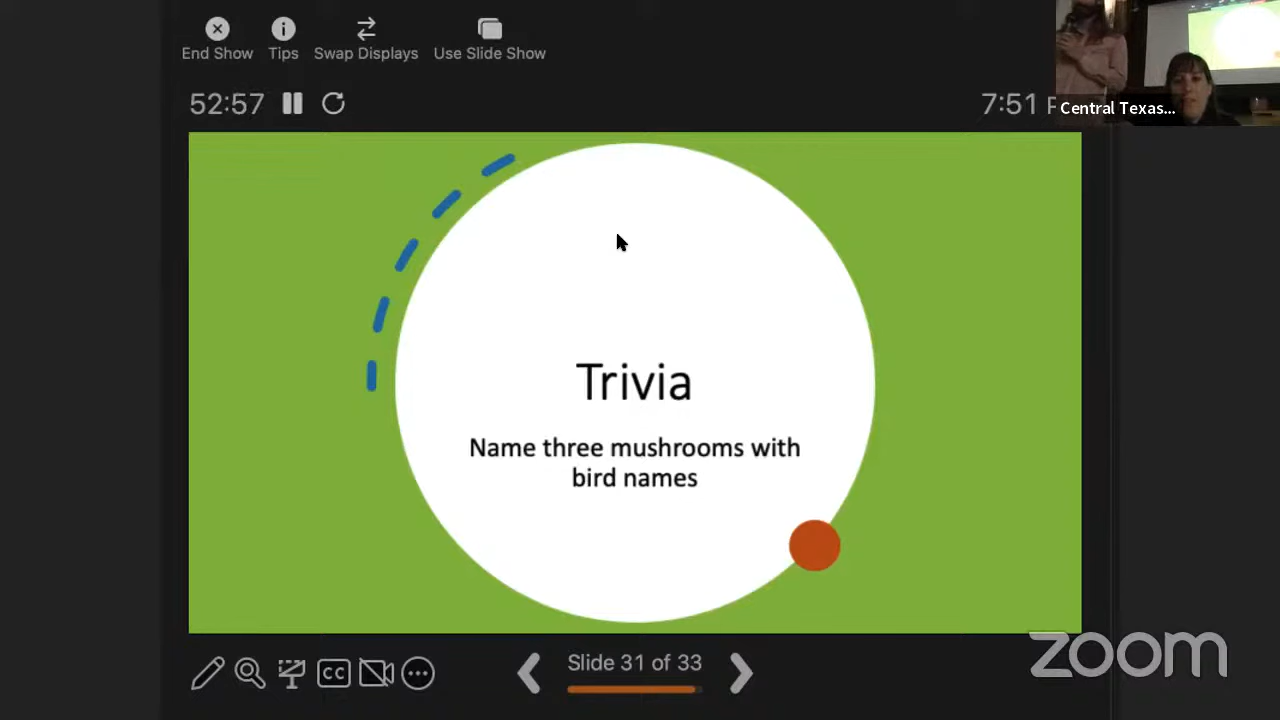 End Show Tips Swap Displays Use Slide Show
52:57
7:51
Central Texas...
Trivia
Name three mushrooms with
bird names
CC
Slide 31 of 33
zoom